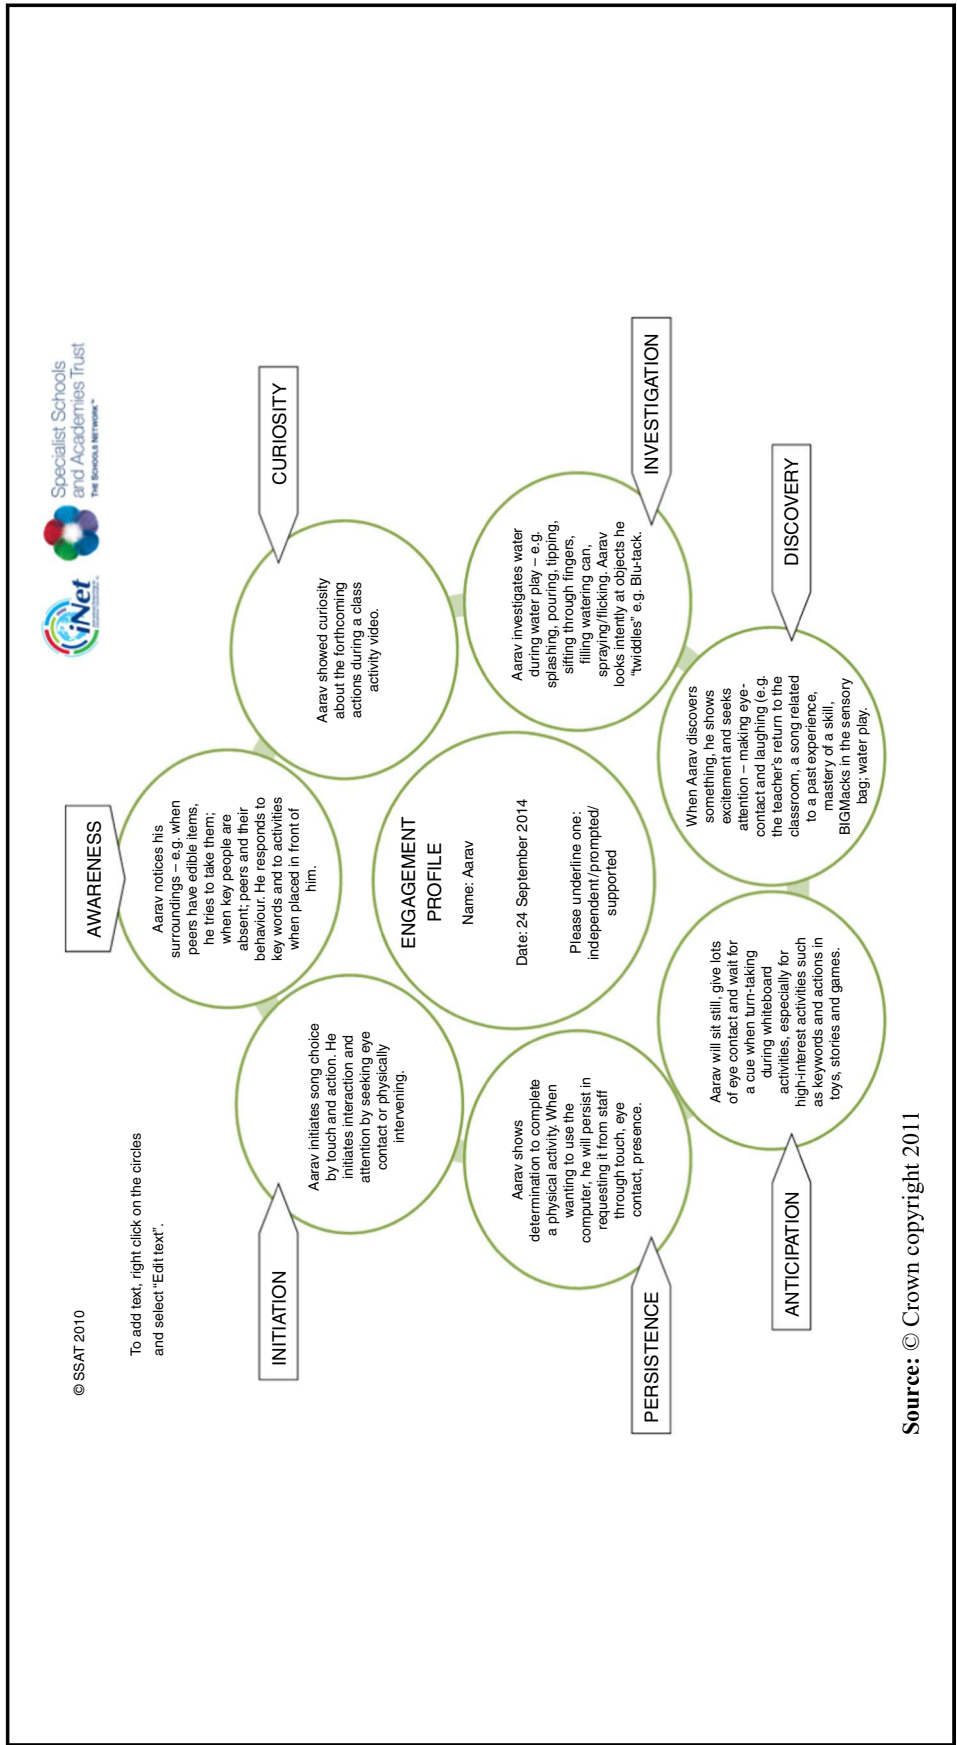 © SSAT 2010
To add text, right click on the circles
and select “Edit text”.
iNet
Specialist Schools
and Academies Trust
THE SCHOOLS NETWORK™
AWARENESS
Aarav notices his
surroundings – e.g. when
peers have edible items,
he tries to take them;
when key people are
absent; peers and their
behaviour. He responds to
key words and to activities
when placed in front of
him.
CURIOSITY
Aarav showed curiosity
about the forthcoming
actions during a class
activity video.
INVESTIGATION
Aarav investigates water
during water play – e.g.
splashing, pouring, tipping,
sifting through fingers,
filling watering can,
spraying/flicking. Aarav
looks intently at objects he
“twiddles” e.g. Blu-tack.
DISCOVERY
When Aarav discovers
something, he shows
excitement and seeks
attention – making eye-
contact and laughing (e.g.
the teacher’s return to the
classroom, a song related
to a past experience,
mastery of a skill,
BIGMacks in the sensory
bag; water play.
ANTICIPATION
Aarav will sit still, give lots
of eye contact and wait for
a cue when turn-taking
during whiteboard
activities, especially for
high-interest activities such
as keywords and actions in
toys, stories and games.
PERSISTENCE
Aarav shows
determination to complete
a physical activity. When
wanting to use the
computer, he will persist in
requesting it from staff
through touch, eye
contact, presence.
INITIATION
Aarav initiates song choice
by touch and action. He
initiates interaction and
attention by seeking eye
contact or physically
intervening.
ENGAGEMENT
PROFILE
Name: Aarav
Date: 24 September 2014
Please underline one:
independent/prompted/
supported
Source: © Crown copyright 2011